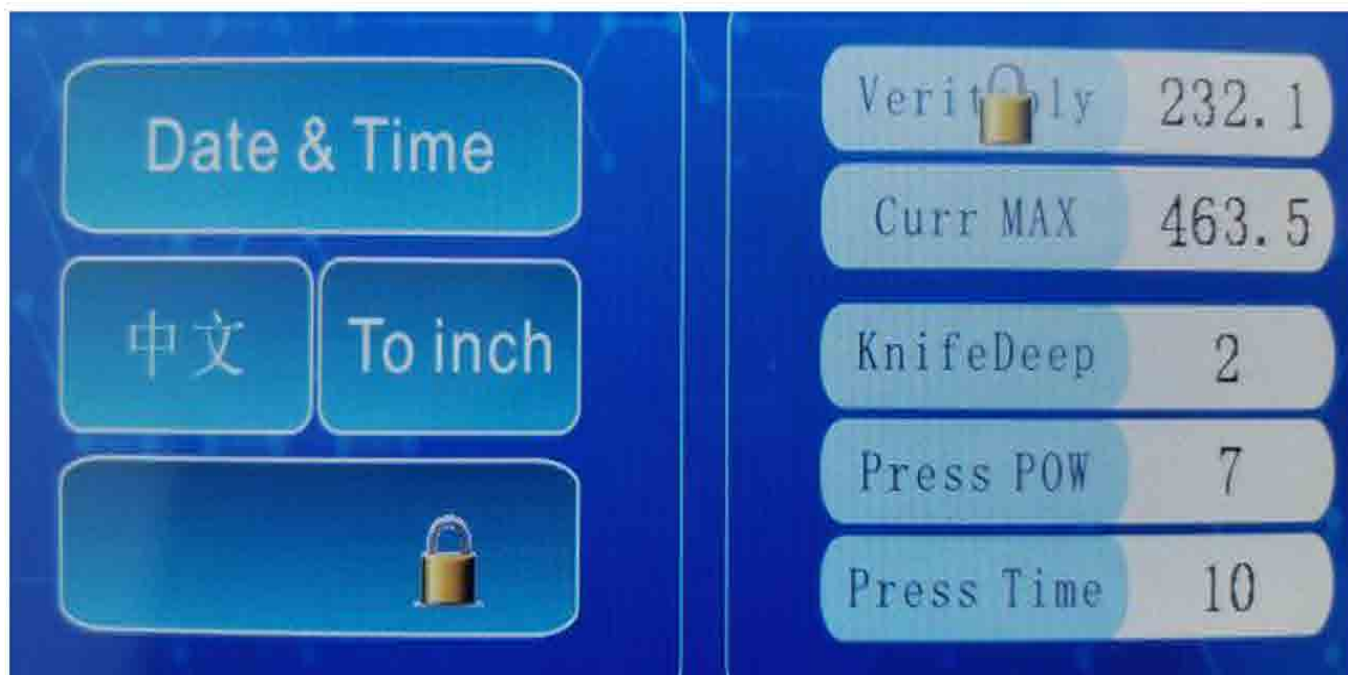 Date & Time
中文
To inch
232.1
Curr MAX
463.5
KnifeDeep
2
Press POW
7
Press Time
10